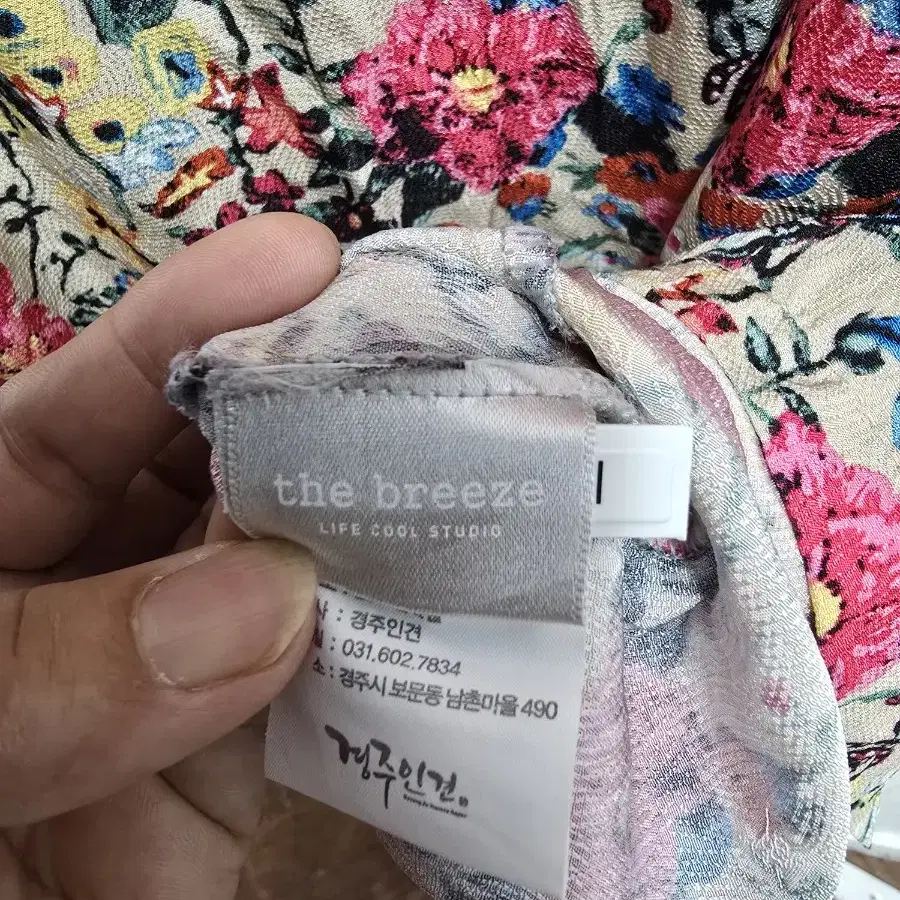 the breeze
LIFE COOL STUDIO
: 경주인견
: 031.602.7834
소 : 경주시 보문동 남촌마을 490
경주인견